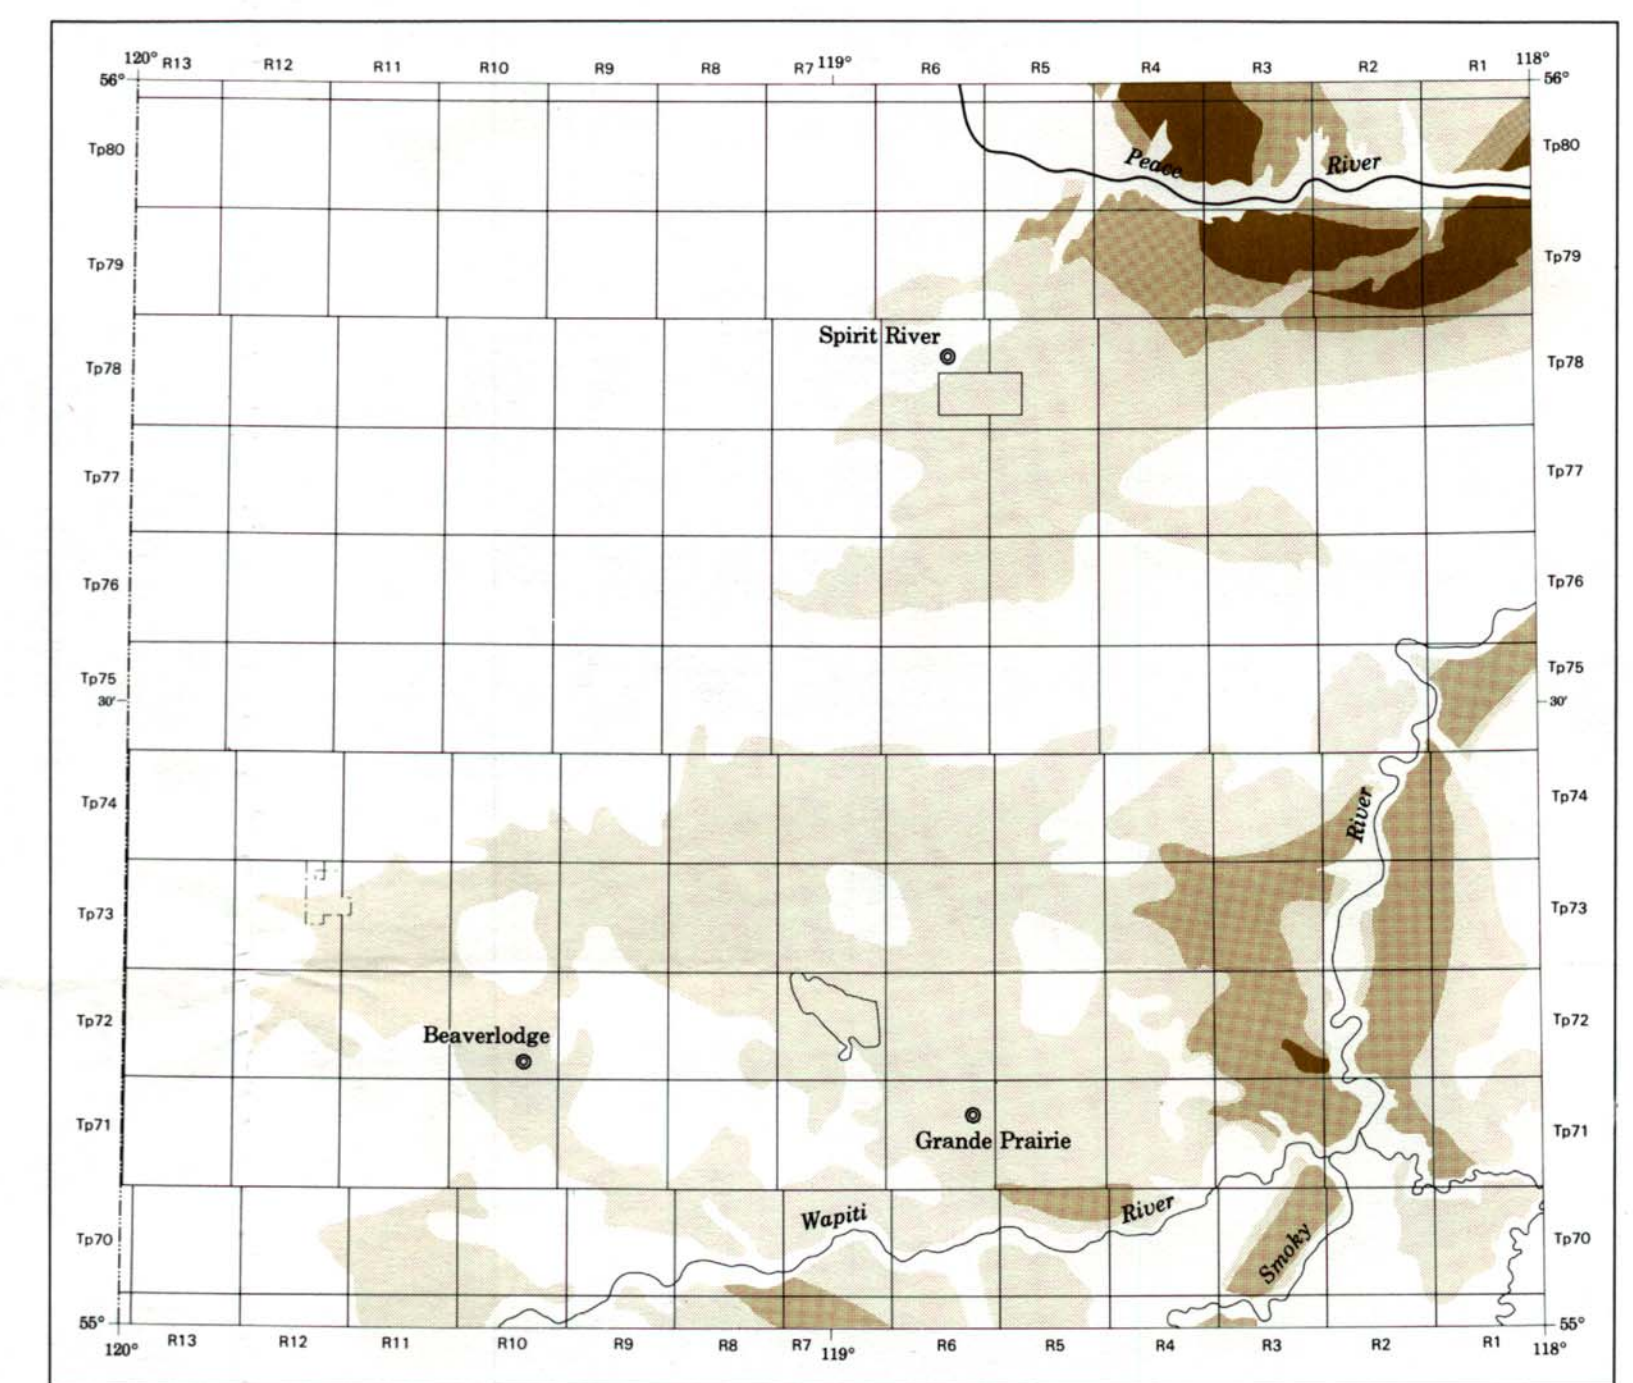 120° R13 R12 R11 R10 R9 R8 R7 119° R6 R5 R4 R3 R2 R1 118°
56° 56°
Tp80 Peace River Tp80
Tp79 Tp79
Spirit River
Tp78 Tp78
Tp77 Tp77
Tp76 Tp76
Tp75 Tp75
30′ 30′
Tp74 River Tp74
Tp73 Tp73
Tp72 Tp72
Beaverlodge
Tp71 Tp71
Grande Prairie
Wapiti River
Tp70 Smoky Tp70
55° 55°
120° R13 R12 R11 R10 R9 R8 R7 119° R6 R5 R4 R3 R2 R1 118°